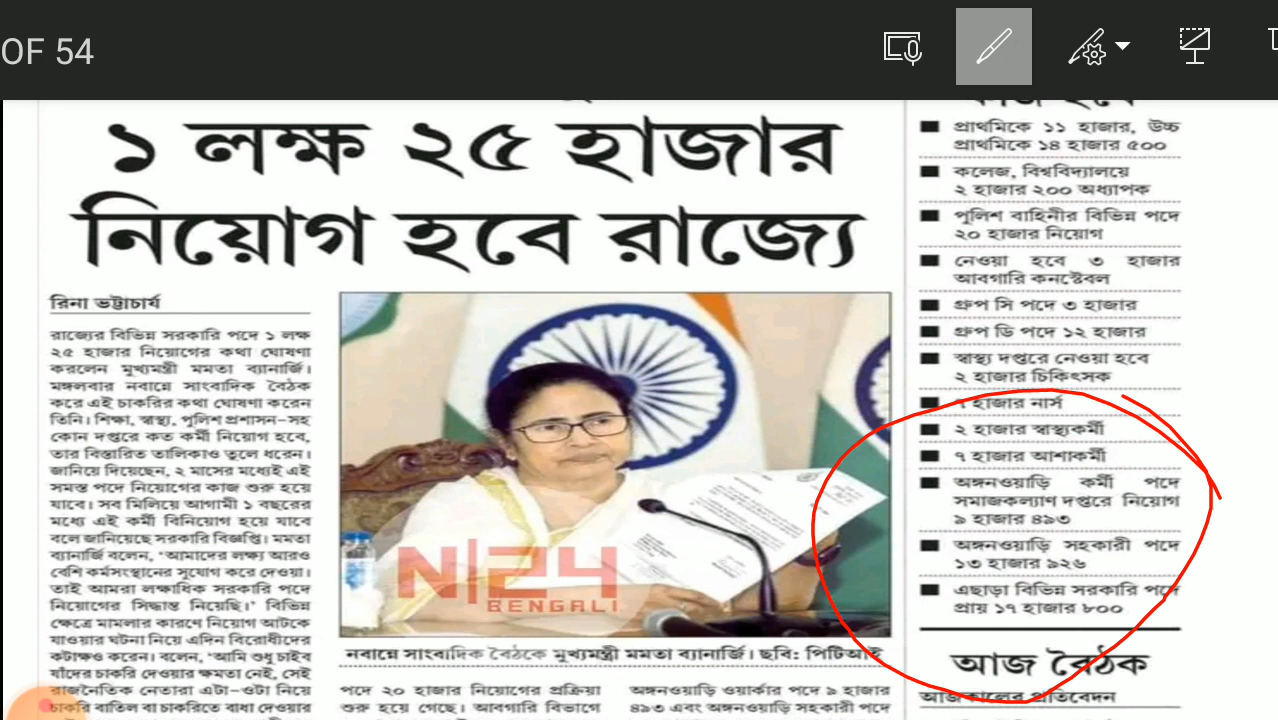 OF 54
১ লক্ষ ২৫ হাজার
নিয়োগ হবে রাজ্যে
রিনা ভট্টাচার্য
রাজ্যের বিভিন্ন সরকারি পদে ১ লক্ষ
২৫ হাজার নিয়োগের কথা ঘোষণা
করলেন মুখ্যমন্ত্রী মমতা ব্যানার্জি।
মঙ্গলবার নবান্নে সাংবাদিক বৈঠক
করে এই চাকরির কথা ঘোষণা করেন
তিনি। শিক্ষা, স্বাস্থ্য, পুলিশ প্রশাসন-সহ
কোন দপ্তরে কত কর্মী নিয়োগ হবে,
তার বিস্তারিত তালিকাও তুলে ধরেন।
জানিয়ে দিয়েছেন, ২ মাসের মধ্যেই এই
সমস্ত পদে নিয়োগের কাজ শুরু হয়ে
যাবে। সব মিলিয়ে আগামী ১ বছরের
মধ্যে এই কর্মী বিনিয়োগ হয়ে যাবে
বলে জানিয়েছে সরকারি বিজ্ঞপ্তি। মমতা
ব্যানার্জি বলেন, ‘আমাদের লক্ষ্য আরও
বেশি কর্মসংস্থানের সুযোগ করে দেওয়া।
তাই আমরা লক্ষাধিক সরকারি পদে
নিয়োগের সিদ্ধান্ত নিয়েছি।’ বিভিন্ন
ক্ষেত্রে মামলার কারণে নিয়োগ আটকে
যাওয়ার ঘটনা নিয়ে এদিন বিরোধীদের
কটাক্ষও করেন। বলেন, ‘আমি শুধু চাইব
যাঁদের চাকরি দেওয়ার ক্ষমতা নেই, সেই
রাজনৈতিক নেতারা এটা-ওটা নিয়ে
চাকরি বাতিল বা চাকরিতে বাধা দেওয়ার
N|24
BENGALI
নবান্নে সাংবাদিক বৈঠকে মুখ্যমন্ত্রী মমতা ব্যানার্জি। ছবি: পিটিআই
পদে ২০ হাজার নিয়োগের প্রক্রিয়া
শুরু হয়ে গেছে। আবগারি বিভাগে
অঙ্গনওয়াড়ি ওয়ার্কার পদে ৯ হাজার
৪৯৩ এবং অঙ্গনওয়াড়ি সহকারী পদে
কাজ হবে
প্রাথমিকে ১১ হাজার, উচ্চ
প্রাথমিকে ১৪ হাজার ৫০০
কলেজ, বিশ্ববিদ্যালয়ে
২ হাজার ২০০ অধ্যাপক
পুলিশ বাহিনীর বিভিন্ন পদে
২০ হাজার নিয়োগ
নেওয়া হবে ৩ হাজার
আবগারি কনস্টেবল
গ্রুপ সি পদে ৩ হাজার
গ্রুপ ডি পদে ১২ হাজার
স্বাস্থ্য দপ্তরে নেওয়া হবে
২ হাজার চিকিৎসক
৭ হাজার নার্স
২ হাজার স্বাস্থ্যকর্মী
৭ হাজার আশাকর্মী
অঙ্গনওয়াড়ি কর্মী পদে
সমাজকল্যাণ দপ্তরে নিয়োগ
৯ হাজার ৪৯৩
অঙ্গনওয়াড়ি সহকারী পদে
১৩ হাজার ৯২৬
এছাড়া বিভিন্ন সরকারি পদে
প্রায় ১৭ হাজার ৮০০
আজ বৈঠক
আজকালের প্রতিবেদন